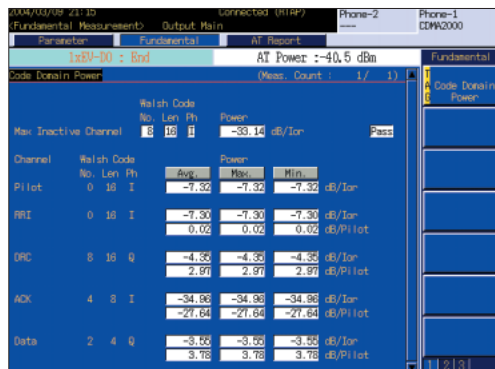 2004/03/09 21:15 Connected (RTAP) Phone-2 Phone-1
<Fundamental Measurement> Output Main ---- CDMA2000
Parameter Fundamental AT Report
1xEV-DO : End AT Power :-40.5 dBm Fundamental
Code Domain Power (Meas. Count : 1/ 1)
TAG Code Domain Power
Walsh Code
No. Len Ph Power
Max Inactive Channel 8 16 I -33.14 dB/Ior Pass
Channel Walsh Code Power
No. Len Ph Avg. Max. Min.
Pilot 0 16 I -7.32 -7.32 -7.32 dB/Ior
RRI 0 16 I -7.30 -7.30 -7.30 dB/Ior
0.02 0.02 0.02 dB/Pilot
DRC 8 16 Q -4.35 -4.35 -4.35 dB/Ior
2.97 2.97 2.97 dB/Pilot
ACK 4 8 I -34.96 -34.96 -34.96 dB/Ior
-27.64 -27.64 -27.64 dB/Pilot
Data 2 4 Q -3.55 -3.55 -3.55 dB/Ior
3.78 3.78 3.78 dB/Pilot
1 2 3